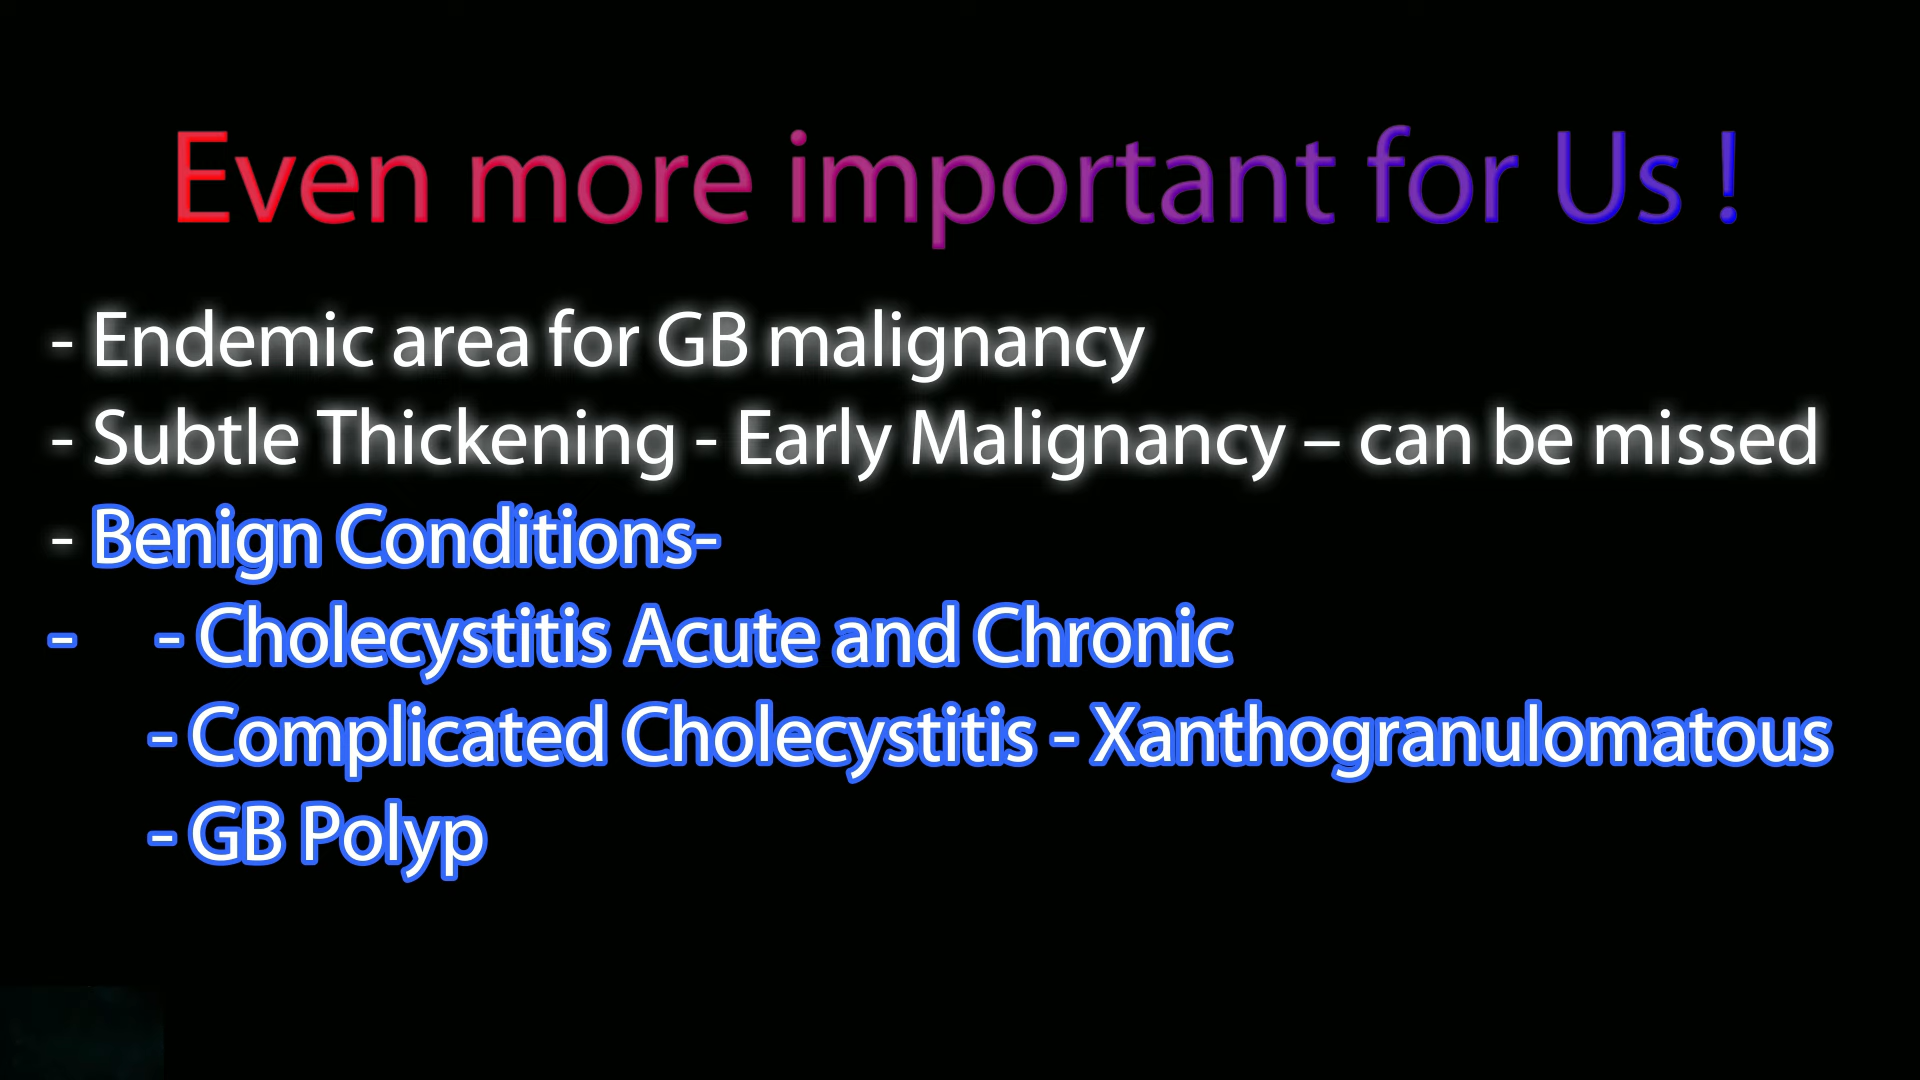 Even more important for Us !
- Endemic area for GB malignancy
- Subtle Thickening - Early Malignancy – can be missed
- Benign Conditions-
- - Cholecystitis Acute and Chronic
- Complicated Cholecystitis - Xanthogranulomatous
- GB Polyp